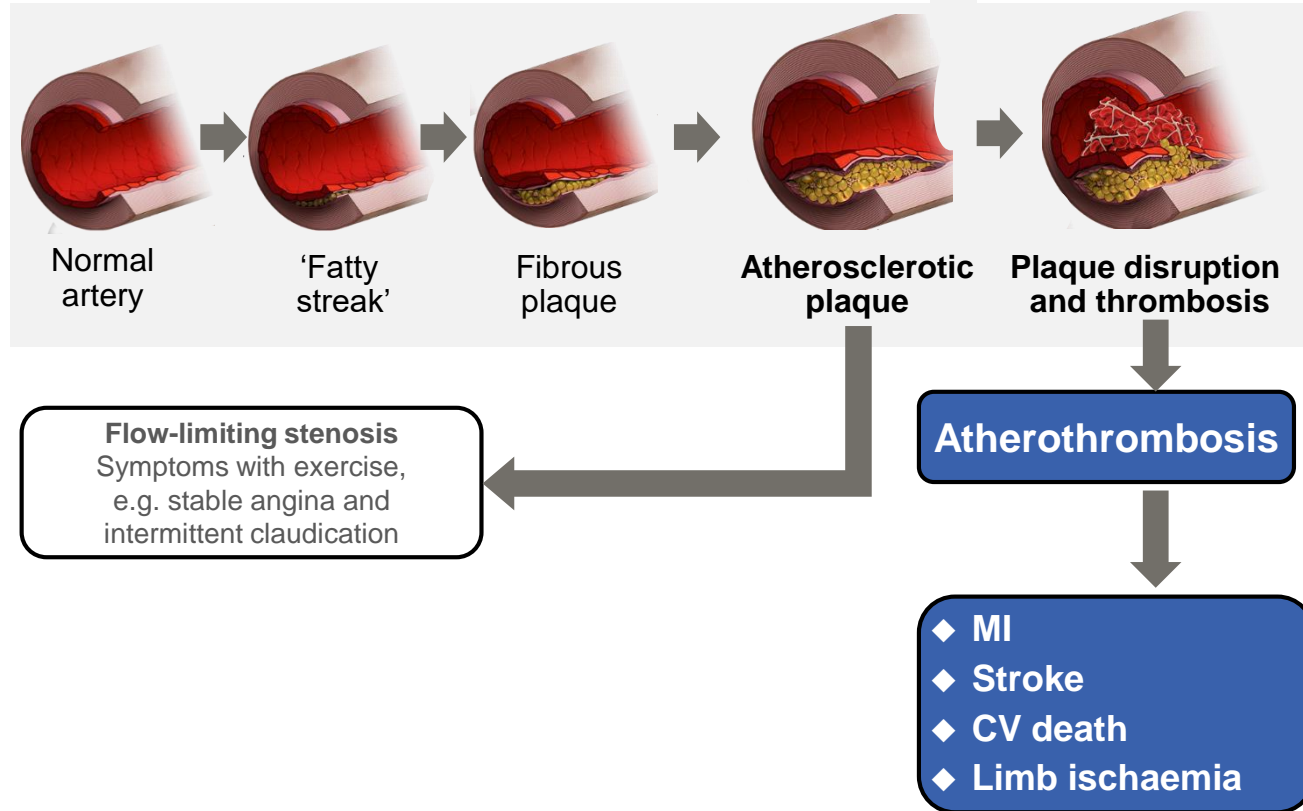 Normal
artery
‘Fatty
streak’
Fibrous
plaque
Atherosclerotic
plaque
Plaque disruption
and thrombosis
Flow-limiting stenosis
Symptoms with exercise,
e.g. stable angina and
intermittent claudication
Atherothrombosis
◆ MI
◆ Stroke
◆ CV death
◆ Limb ischaemia